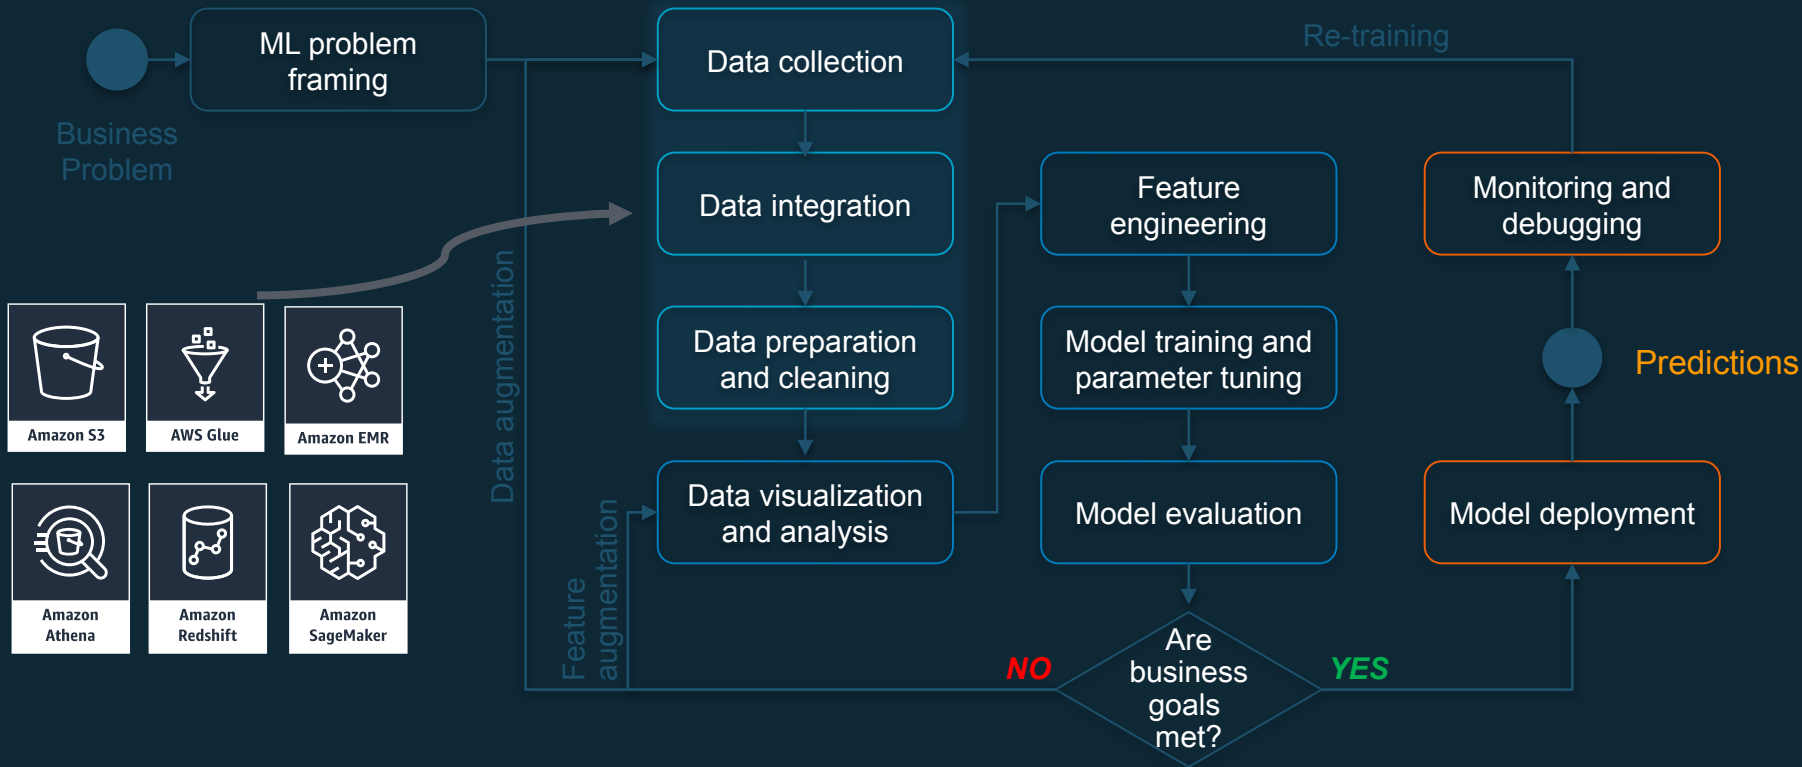 ML problem
framing
Business
Problem
Data collection
Re-training
Data integration
Feature
engineering
Monitoring and
debugging
Data augmentation
Data preparation
and cleaning
Model training and
parameter tuning
Predictions
Amazon S3
AWS Glue
Amazon EMR
Data visualization
and analysis
Model evaluation
Model deployment
Feature
augmentation
Amazon
Athena
Amazon
Redshift
Amazon
SageMaker
NO
Are
business
goals
met?
YES